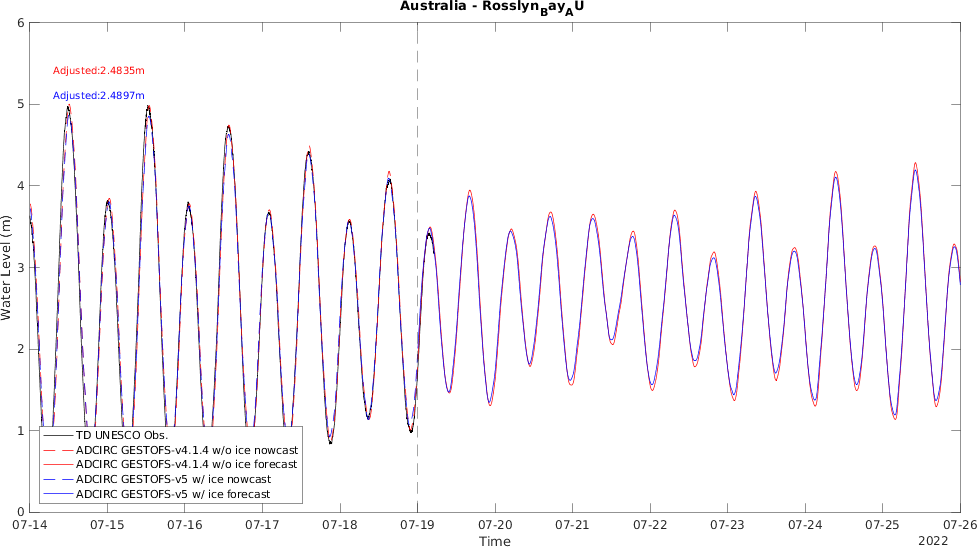 Australia - Rosslyn_Bay_AU
6
Adjusted:2.4835m
5
Adjusted:2.4897m
4
3
2
1
0
Water Level (m)
TD UNESCO Obs.
ADCIRC GESTOFS-v4.1.4 w/o ice nowcast
ADCIRC GESTOFS-v4.1.4 w/o ice forecast
ADCIRC GESTOFS-v5 w/ ice nowcast
ADCIRC GESTOFS-v5 w/ ice forecast
07-14 07-15 07-16 07-17 07-18 07-19 07-20 07-21 07-22 07-23 07-24 07-25 07-26
Time
2022